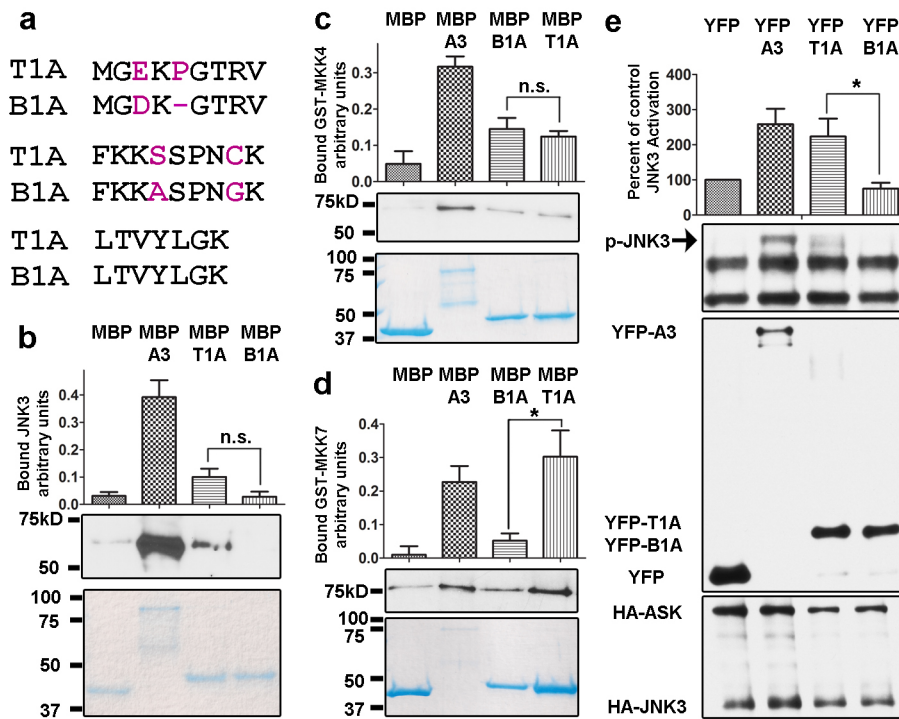 a
T1A MGEKPGTRV
B1A MGDK-GTRV
T1A FKKSSPNCK
B1A FKKASPNGK
T1A LTVYLGK
B1A LTVYLGK
b
MBP MBP A3 MBP T1A MBP B1A
Bound JNK3
arbitrary units
0.4
0.3
0.2
0.1
0.0
n.s.
75kD
50
100
75
50
37
c
MBP MBP A3 MBP B1A MBP T1A
Bound GST-MKK4
arbitrary units
0.3
0.2
0.1
0.0
n.s.
75kD
50
100
75
50
37
d
MBP MBP A3 MBP B1A MBP T1A
Bound GST-MKK7
arbitrary units
0.4
0.3
0.2
0.1
0.0
*
75kD
100
75
50
37
e
YFP YFP A3 YFP T1A YFP B1A
Percent of control
JNK3 Activation
400
300
200
100
0
*
p-JNK3
YFP-A3
YFP-T1A
YFP-B1A
YFP
HA-ASK
HA-JNK3